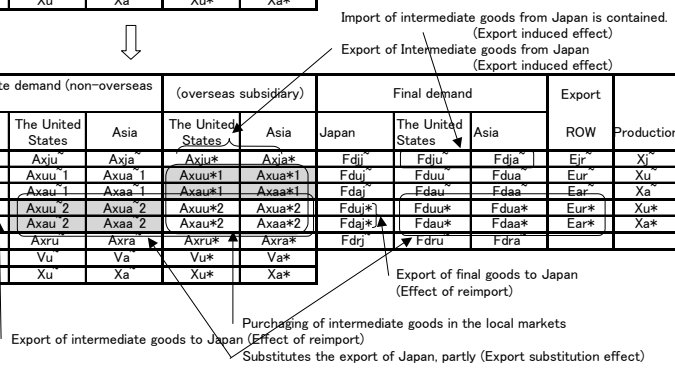 Xu Xa Xu* Xa*
Import of intermediate goods from Japan is contained.
(Export induced effect)
Export of Intermediate goods from Japan
(Export induced effect)
te demand (non-overseas (overseas subsidiary) Final demand Export
The United States Asia The United States Asia Japan The United States Asia ROW Production
Axju~ Axja~ Axju* Axja* Fdjj~ Fdju~ Fdja~ Ejr~ Xj~
Axuu~1 Axua~1 Axuu*1 Axua*1 Fduj Fduu~ Fdua~ Eur~ Xu~
Axau~1 Axaa~1 Axau*1 Axaa*1 Fdaj Fdau~ Fdaa~ Ear~ Xa~
Axuu~2 Axua~2 Axuu*2 Axua*2 Fduj* Fduu* Fdua* Eur* Xu*
Axau~2 Axaa~2 Axau*2 Axaa*2 Fdaj* Fdau* Fdaa* Ear* Xa*
Axru~ Axra~ Axru* Axra* Fdrj Fdru Fdra
Vu~ Va~ Vu* Va*
Xu~ Xa~ Xu* Xa*
Export of final goods to Japan
(Effect of reimport)
Purchaging of intermediate goods in the local markets
Export of intermediate goods to Japan (Effect of reimport)
Substitutes the export of Japan, partly (Export substitution effect)